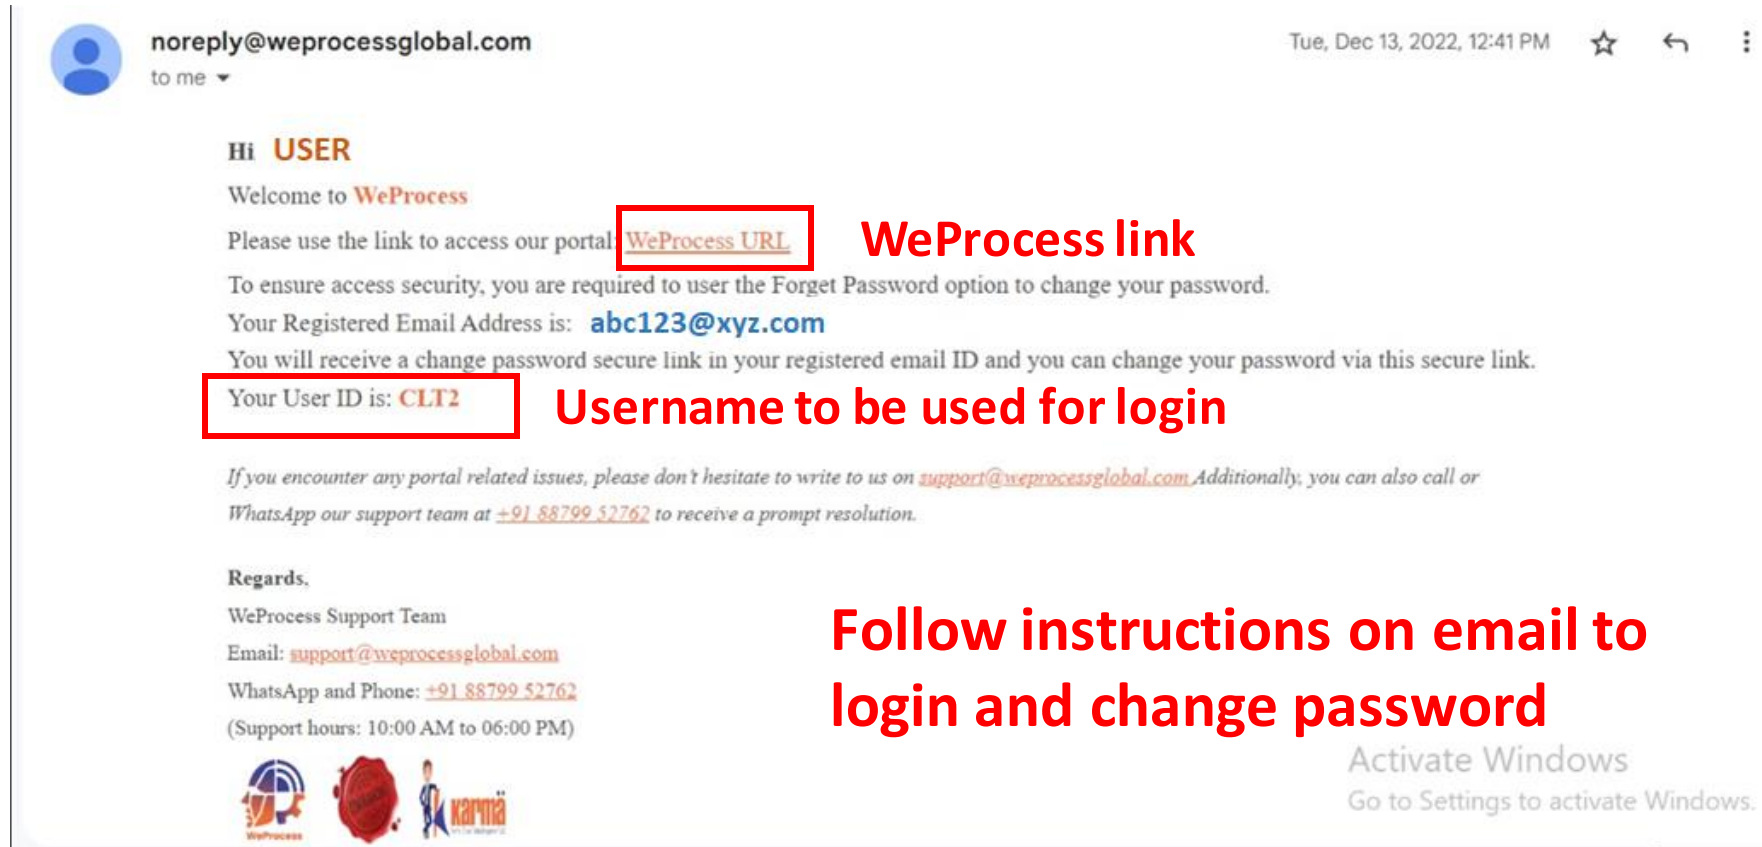 noreply@weprocessglobal.com
Tue, Dec 13, 2022, 12:41 PM
to me
Hi USER
Welcome to WeProcess
Please use the link to access our portal: WeProcess URL
WeProcess link
To ensure access security, you are required to user the Forget Password option to change your password.
Your Registered Email Address is: abc123@xyz.com
You will receive a change password secure link in your registered email ID and you can change your password via this secure link.
Your User ID is: CLT2
Username to be used for login
If you encounter any portal related issues, please don't hesitate to write to us on support@weprocessglobal.com Additionally, you can also call or
WhatsApp our support team at +91 88799 52762 to receive a prompt resolution.
Regards,
WeProcess Support Team
Email: support@weprocessglobal.com
WhatsApp and Phone: +91 88799 52762
(Support hours: 10:00 AM to 06:00 PM)
Follow instructions on email to
login and change password
WeProcess
karmä
Activate Windows
Go to Settings to activate Windows.